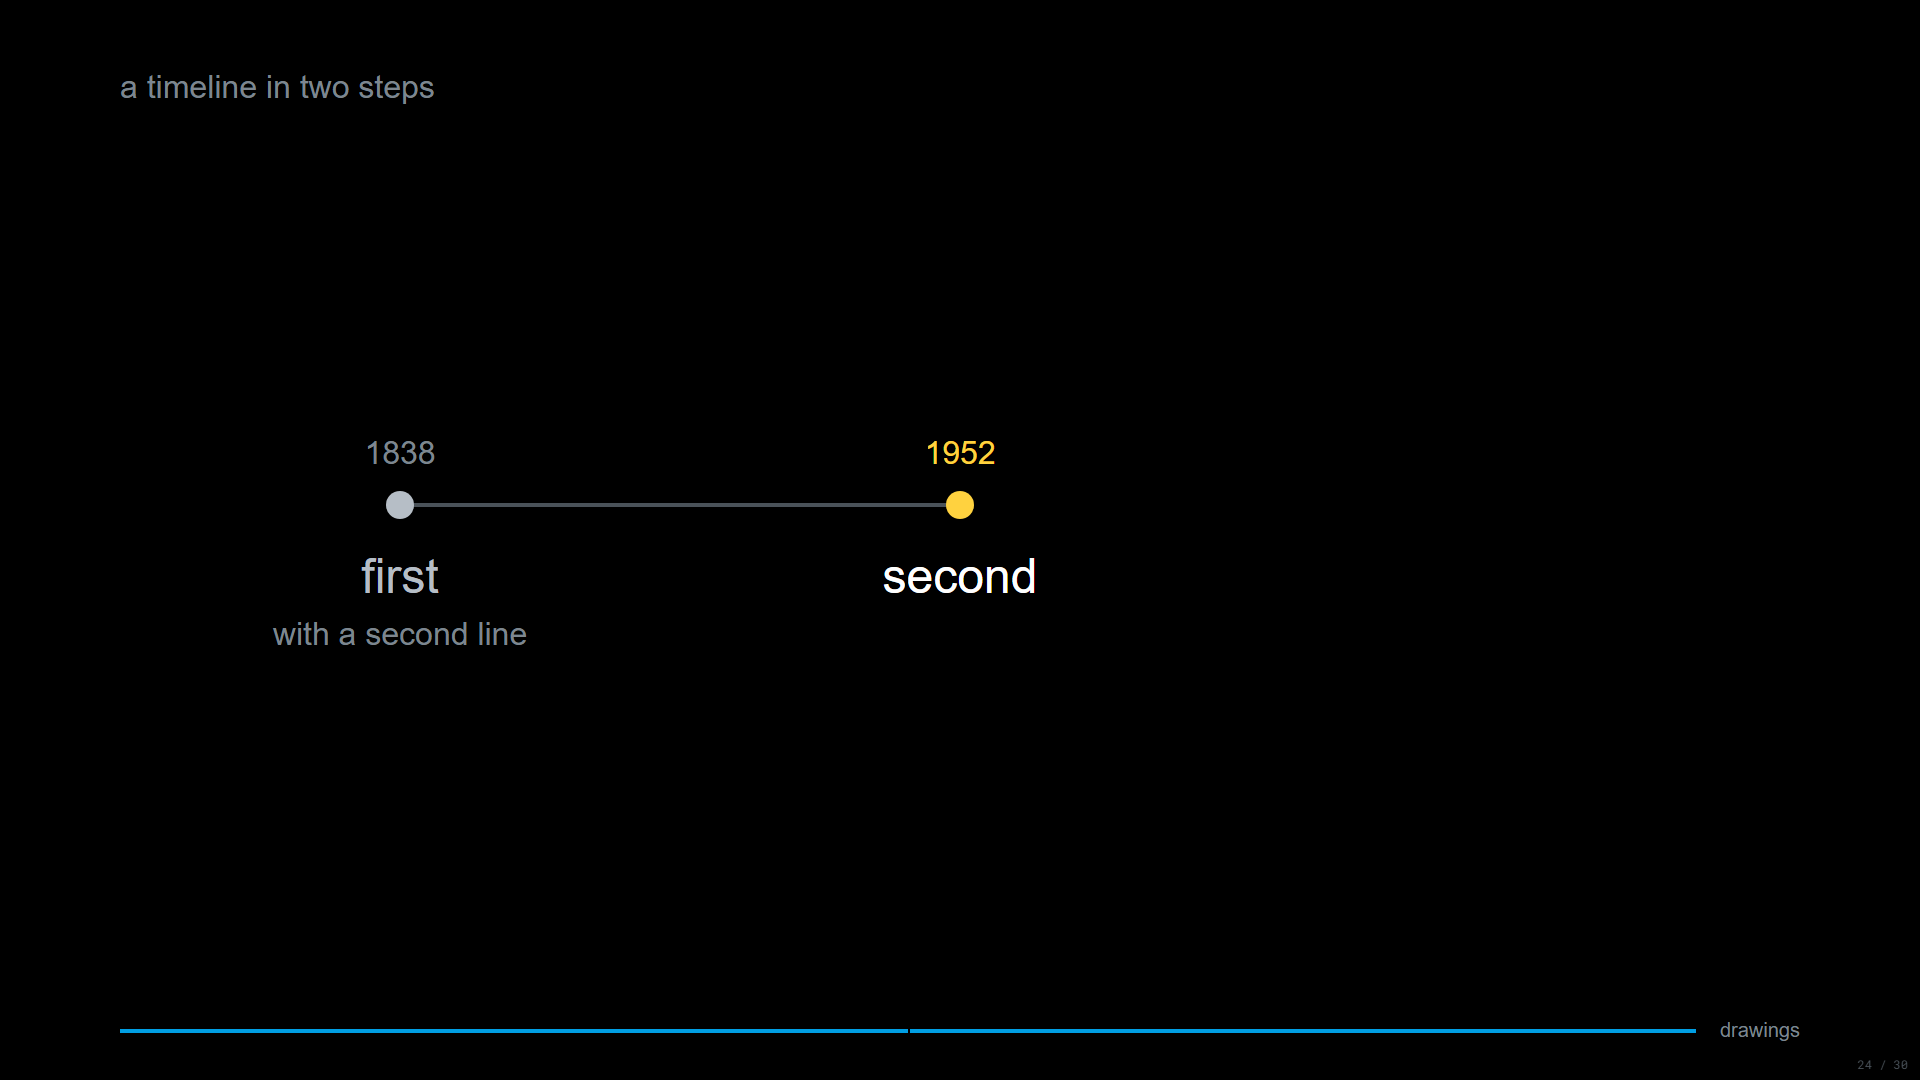 a timeline in two steps
1838
1952
first
second
with a second line
drawings
24 / 30